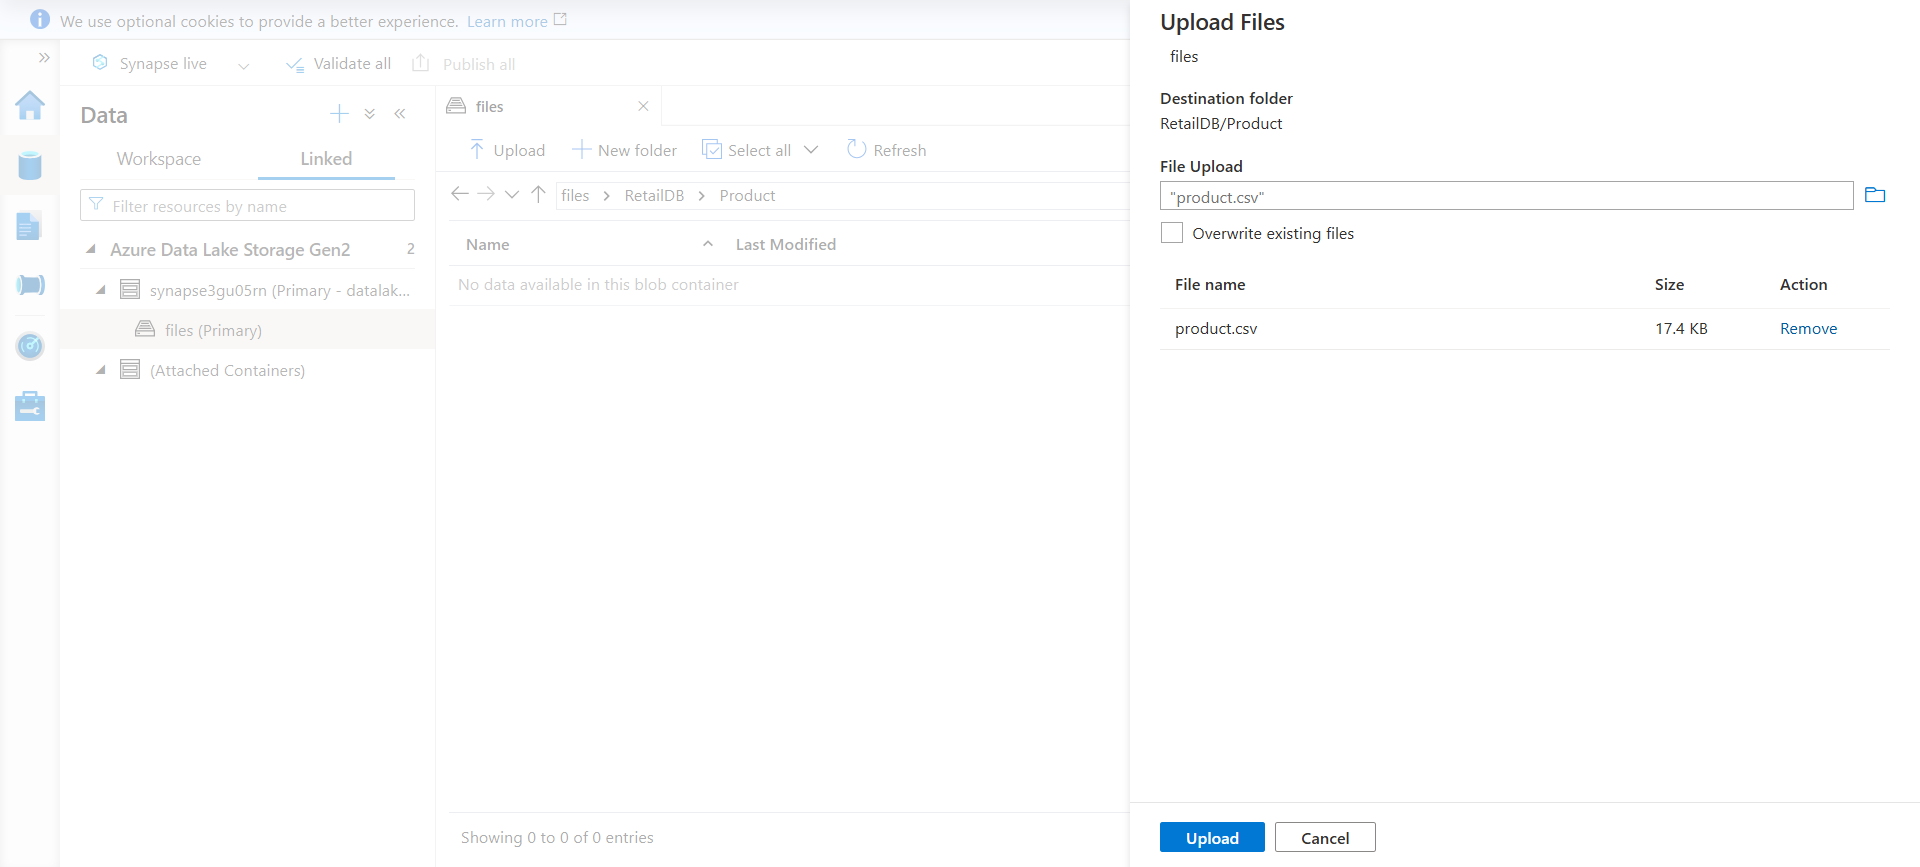 We use optional cookies to provide a better experience. Learn more
Synapse live
Validate all
Publish all
Data
Workspace
Linked
Filter resources by name
Azure Data Lake Storage Gen2 2
synapse3gu05rn (Primary - datalak...
files (Primary)
(Attached Containers)
files
Upload
New folder
Select all
Refresh
files > RetailDB > Product
Name Last Modified
No data available in this blob container
Showing 0 to 0 of 0 entries
Upload Files
files
Destination folder
RetailDB/Product
File Upload
"product.csv"
Overwrite existing files
File name Size Action
product.csv 17.4 KB Remove
Upload Cancel